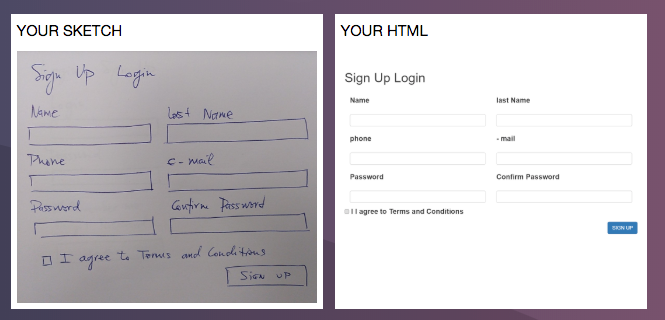 YOUR SKETCH
Sign Up Login
Name Last Name
Phone e-mail
Password Confirm Password
I agree to Terms and Conditions
SIGN UP
YOUR HTML
Sign Up Login
Name last Name
phone - mail
Password Confirm Password
I I agree to Terms and Conditions
SIGN UP